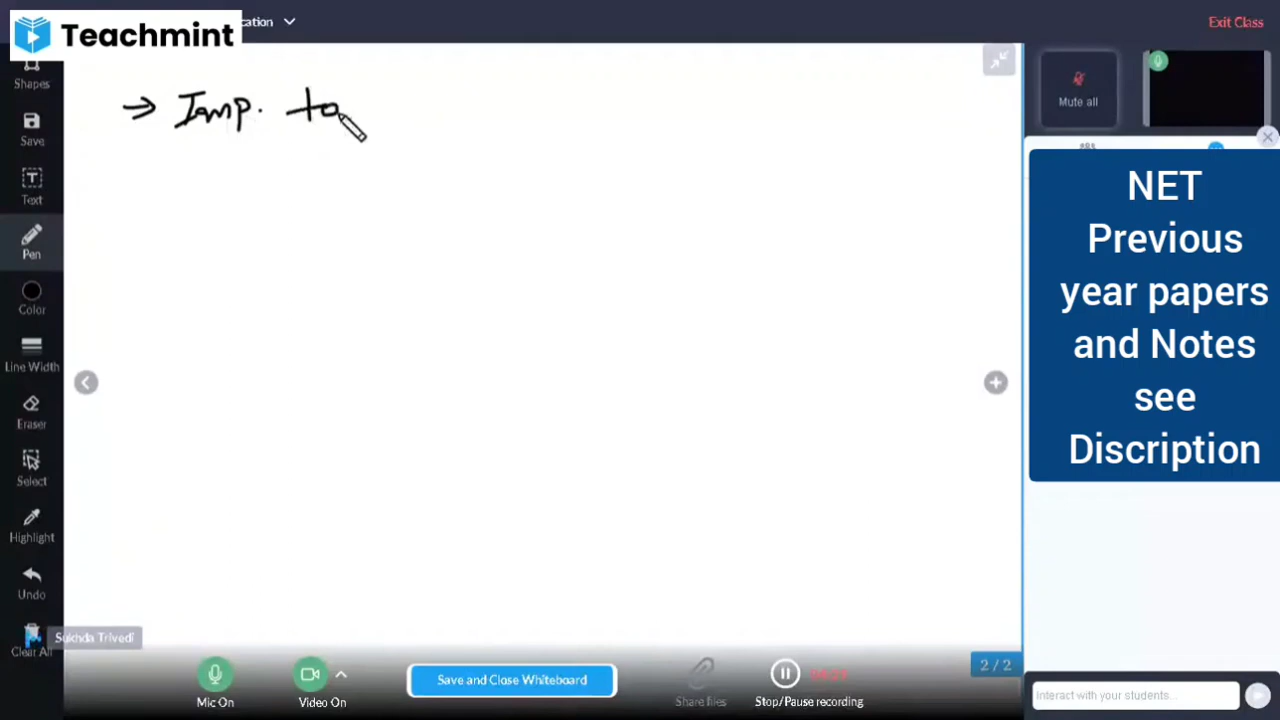 Teachmint
cation
Exit Class
Shapes
Save
Text
Pen
Color
Line Width
Eraser
Select
Highlight
Undo
Clear All
→ Imp. to
Mute all
NET
Previous
year papers
and Notes
see
Discription
Sukhda Trivedi
2 / 2
Mic On
Video On
Save and Close Whiteboard
Share files
Stop/Pause recording
Interact with your students...